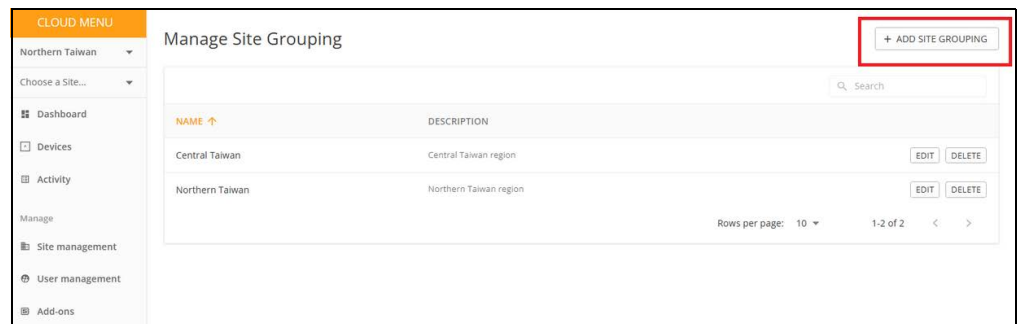 CLOUD MENU
Northern Taiwan
Choose a Site...
Dashboard
Devices
Activity
Manage
Site management
User management
Add-ons
Manage Site Grouping
+ ADD SITE GROUPING
Search
NAME ↑ DESCRIPTION
Central Taiwan Central Taiwan region EDIT DELETE
Northern Taiwan Northern Taiwan region EDIT DELETE
Rows per page: 10 1-2 of 2 < >